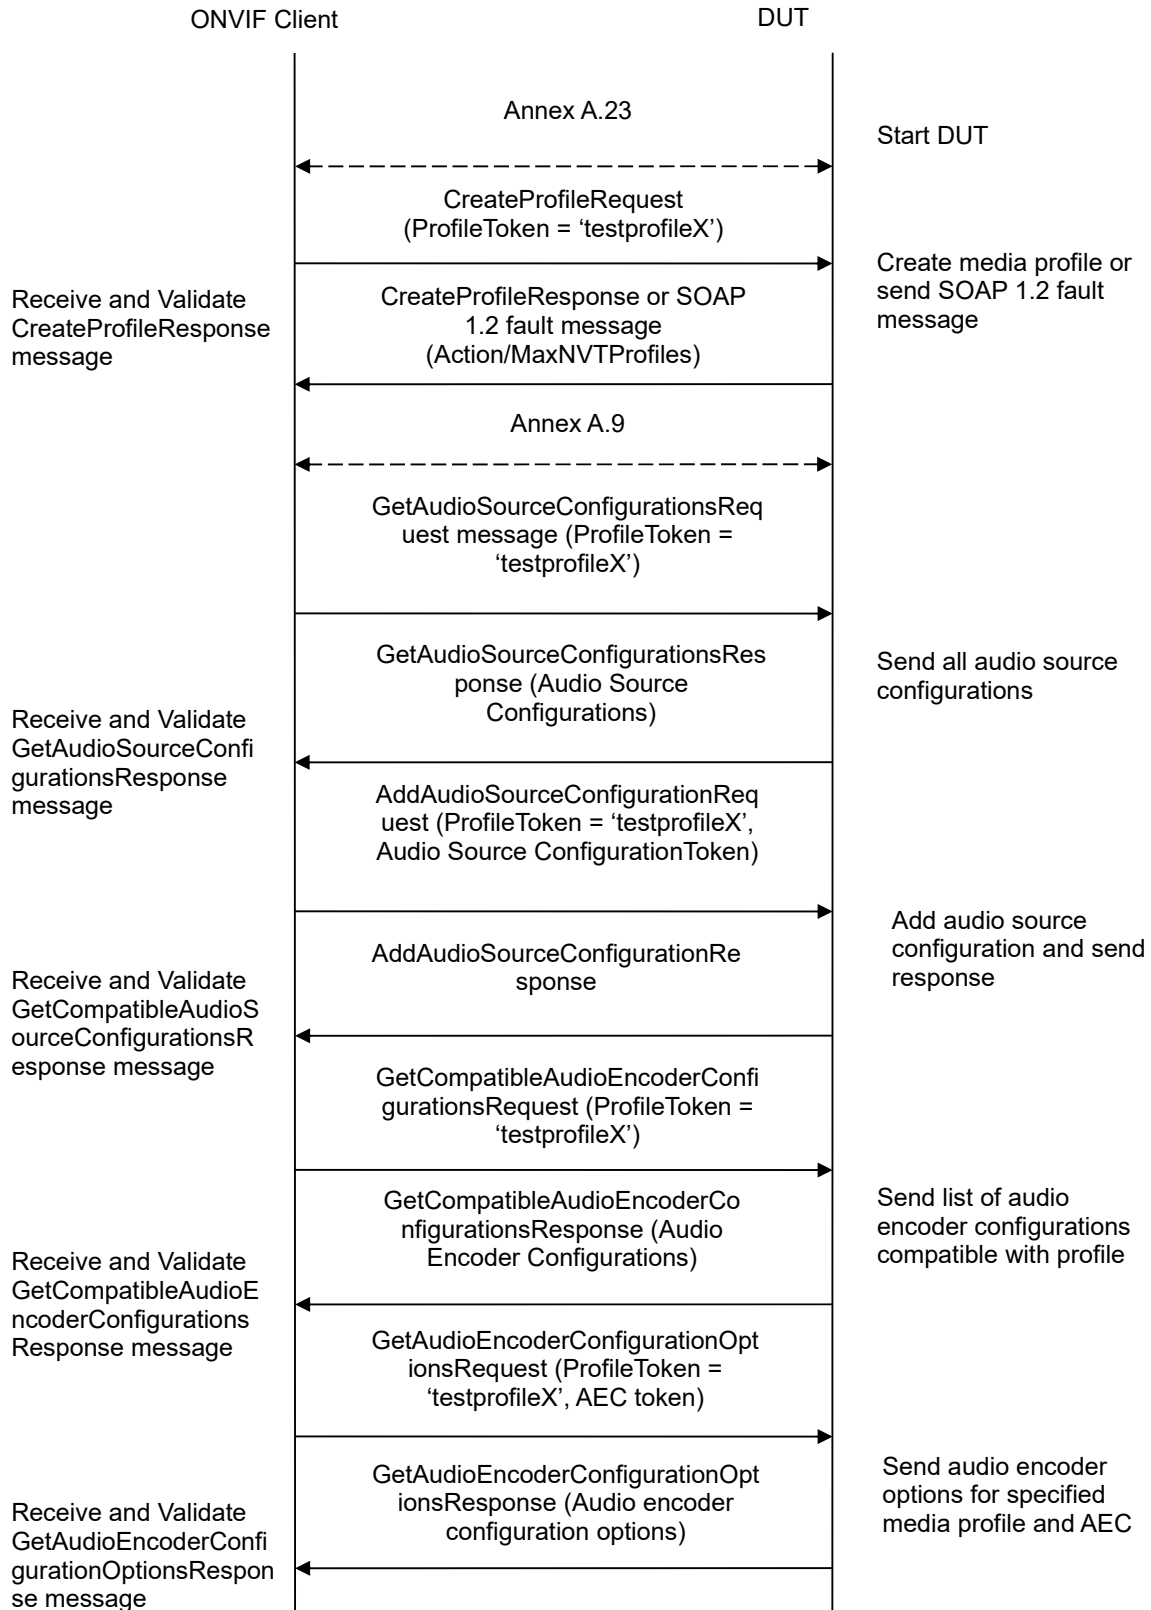 ONVIF Client
DUT
Annex A.23
Start DUT
CreateProfileRequest
(ProfileToken = ‘testprofileX’)
Create media profile or
send SOAP 1.2 fault
message
Receive and Validate
CreateProfileResponse
message
CreateProfileResponse or SOAP
1.2 fault message
(Action/MaxNVTProfiles)
Annex A.9
GetAudioSourceConfigurationsReq
uest message (ProfileToken =
‘testprofileX’)
GetAudioSourceConfigurationsRes
ponse (Audio Source
Configurations)
Send all audio source
configurations
Receive and Validate
GetAudioSourceConfi
gurationsResponse
message
AddAudioSourceConfigurationReq
uest (ProfileToken = ‘testprofileX’,
Audio Source ConfigurationToken)
Add audio source
configuration and send
response
AddAudioSourceConfigurationRe
sponse
Receive and Validate
GetCompatibleAudioS
ourceConfigurationsR
esponse message
GetCompatibleAudioEncoderConfi
gurationsRequest (ProfileToken =
‘testprofileX’)
GetCompatibleAudioEncoderCo
nfigurationsResponse (Audio
Encoder Configurations)
Send list of audio
encoder configurations
compatible with profile
Receive and Validate
GetCompatibleAudioE
ncoderConfigurations
Response message
GetAudioEncoderConfigurationOpt
ionsRequest (ProfileToken =
‘testprofileX’, AEC token)
GetAudioEncoderConfigurationOpt
ionsResponse (Audio encoder
configuration options)
Send audio encoder
options for specified
media profile and AEC
Receive and Validate
GetAudioEncoderConfi
gurationOptionsRespon
se message